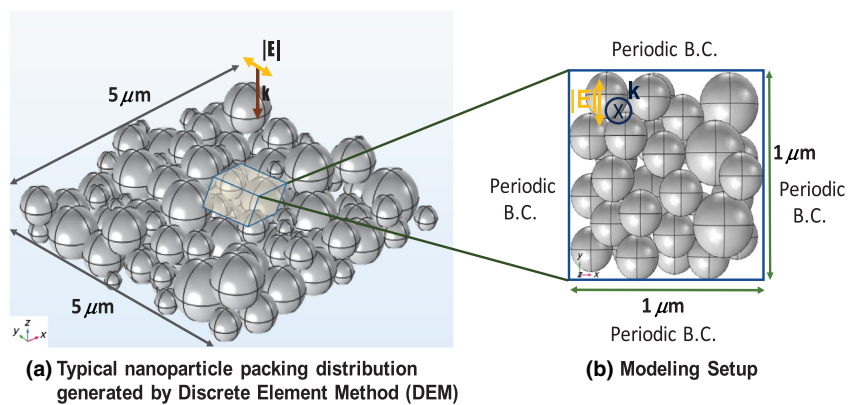 |E|
k
5 μm
5 μm
y z x
(a) Typical nanoparticle packing distribution
generated by Discrete Element Method (DEM)
Periodic B.C.
|E|
k
X
1 μm
Periodic
B.C.
Periodic
B.C.
y
z x
1 μm
Periodic B.C.
(b) Modeling Setup